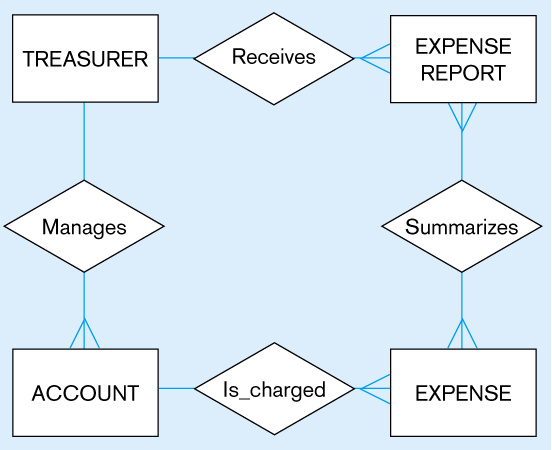 TREASURER
Receives
EXPENSE
REPORT
Manages
Summarizes
ACCOUNT
Is_charged
EXPENSE